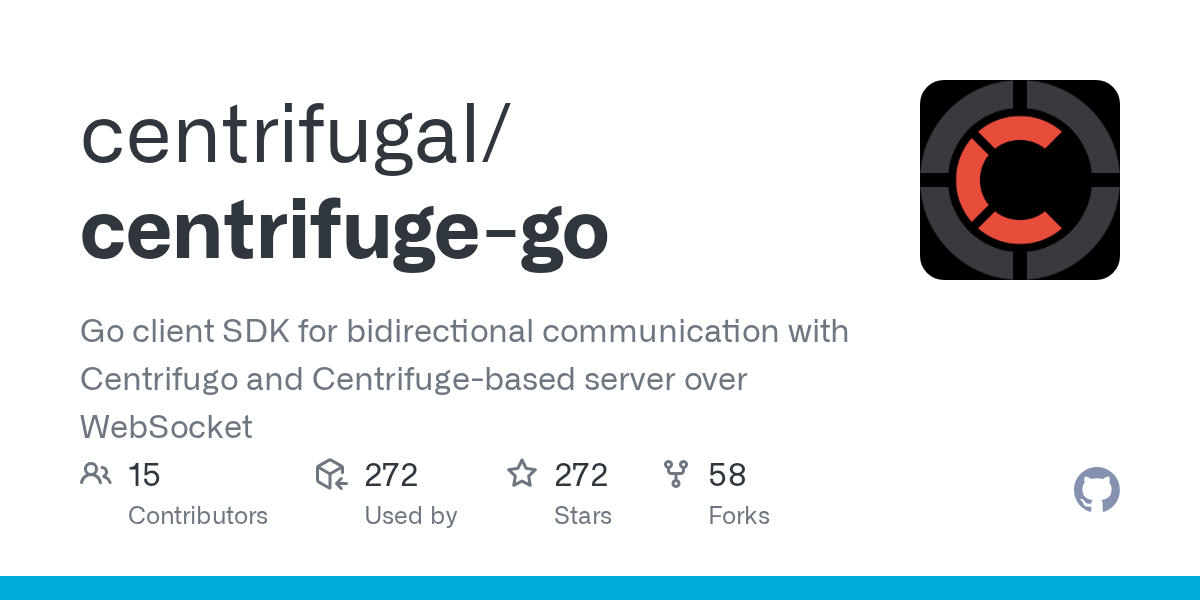 centrifugal/
centrifuge-go
Go client SDK for bidirectional communication with
Centrifugo and Centrifuge-based server over
WebSocket
15 272 272 58
Contributors Used by Stars Forks